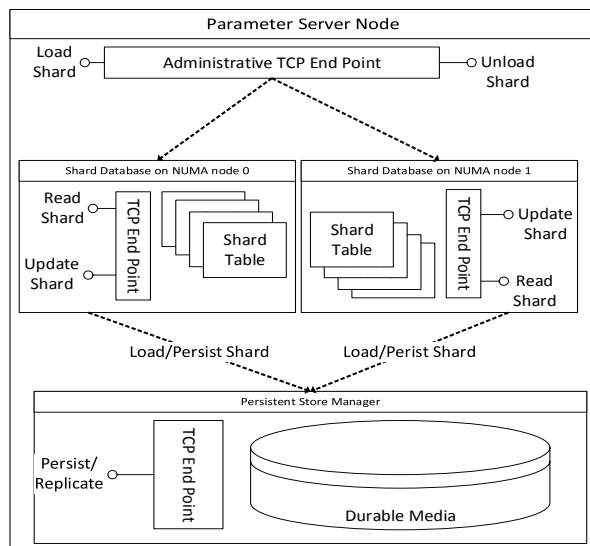 Parameter Server Node
Load
Shard
Administrative TCP End Point
Unload
Shard
Shard Database on NUMA node 0
Read
Shard
Update
Shard
TCP End Point
Shard
Table
Shard Database on NUMA node 1
Shard
Table
TCP End Point
Update
Shard
Read
Shard
Load/Persist Shard
Load/Perist Shard
Persistent Store Manager
Persist/
Replicate
TCP End Point
Durable Media